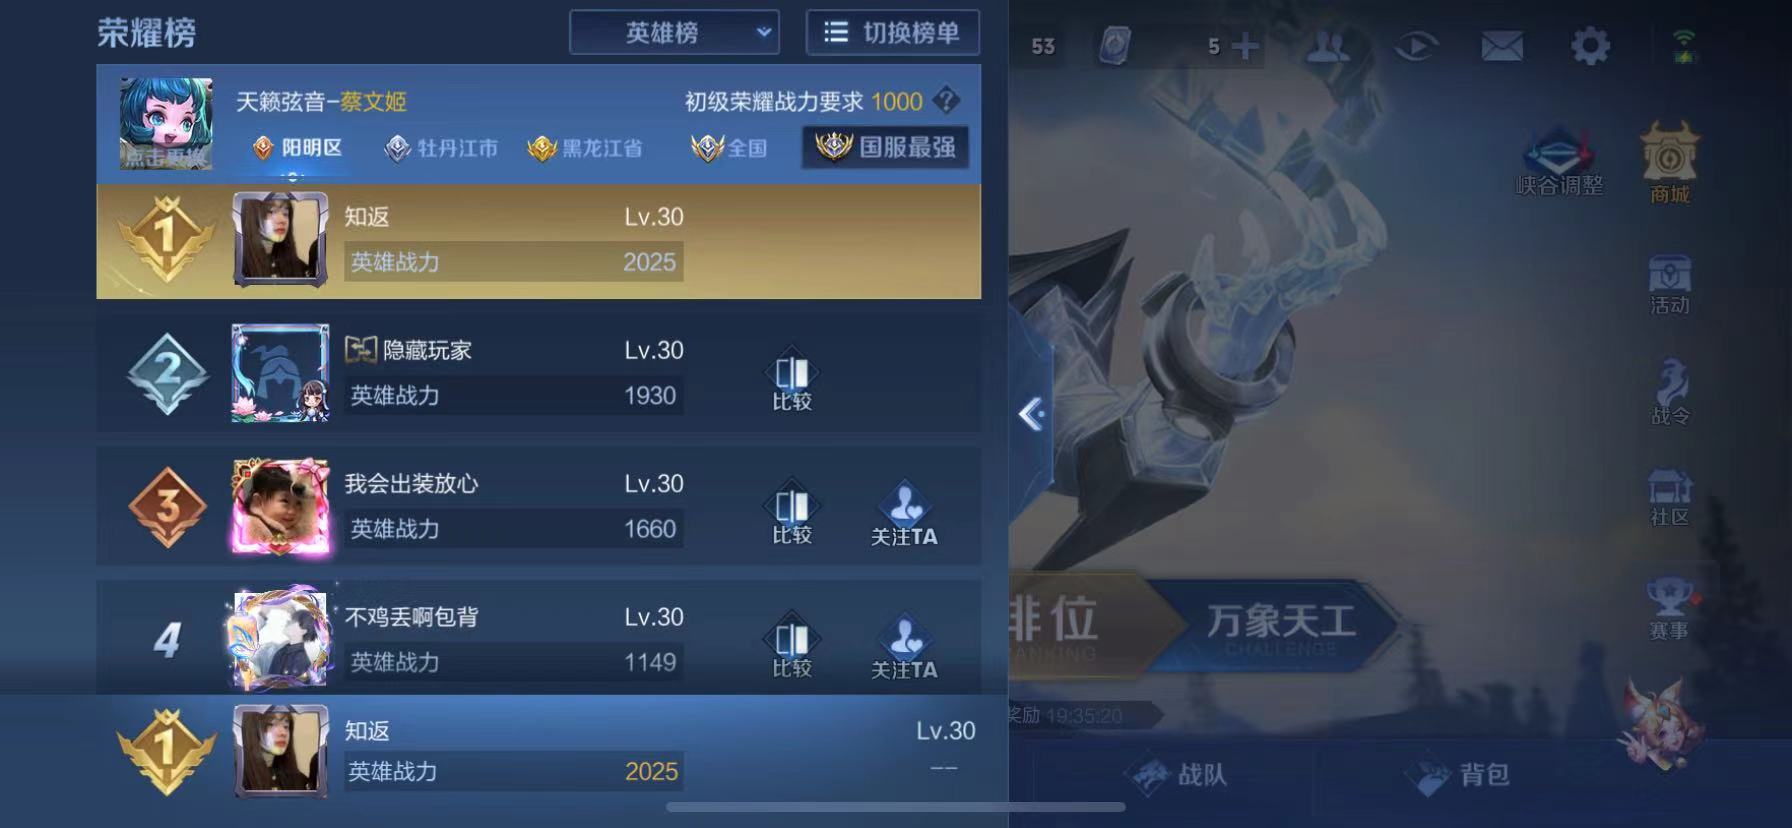 荣耀榜
英雄榜
切换榜单
天籁弦音-蔡文姬
初级荣耀战力要求 1000 ?
点击更换
阳明区
牡丹江市
黑龙江省
全国
国服最强
1
知返
Lv.30
英雄战力
2025
2
隐藏玩家
Lv.30
英雄战力
1930
比较
3
我会出装放心
Lv.30
英雄战力
1660
比较
关注TA
4
不鸡丢啊包背
Lv.30
英雄战力
1149
比较
关注TA
1
知返
Lv.30
英雄战力
2025
--
53
5
峡谷调整
商城
活动
战令
社区
赛事
排位
RANKING
万象天工
CHALLENGE
奖励 19:35:20
战队
背包